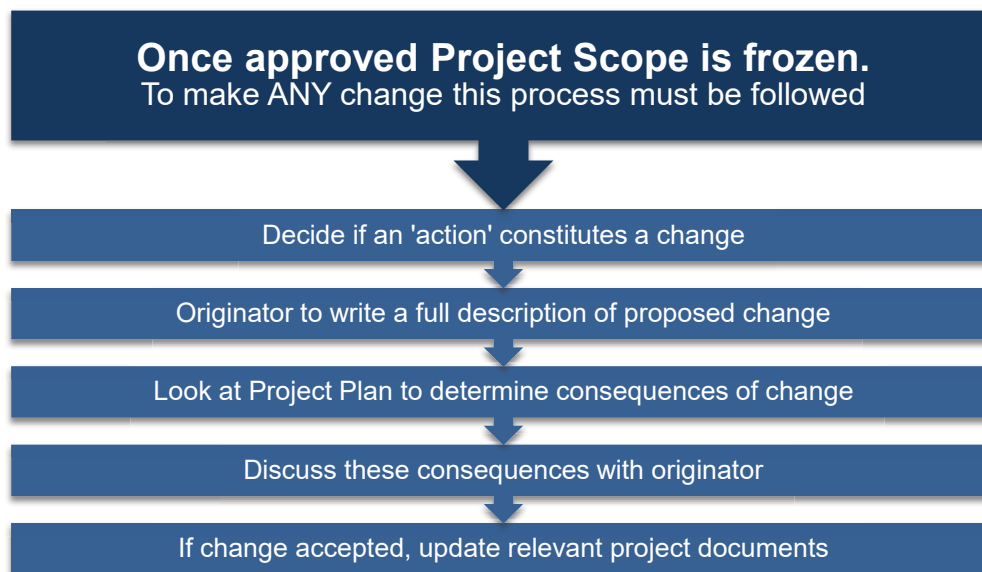 Once approved Project Scope is frozen.
To make ANY change this process must be followed
Decide if an 'action' constitutes a change
Originator to write a full description of proposed change
Look at Project Plan to determine consequences of change
Discuss these consequences with originator
If change accepted, update relevant project documents